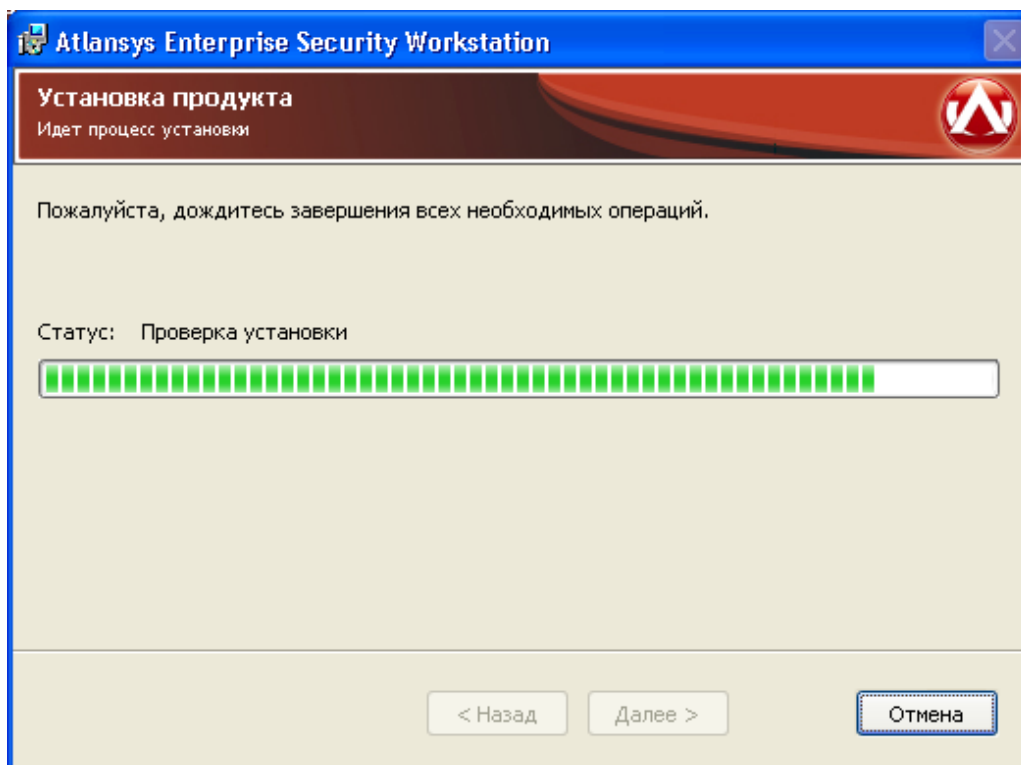 Atlansys Enterprise Security Workstation
Установка продукта
Идет процесс установки
Пожалуйста, дождитесь завершения всех необходимых операций.
Статус: Проверка установки
< Назад
Далее >
Отмена